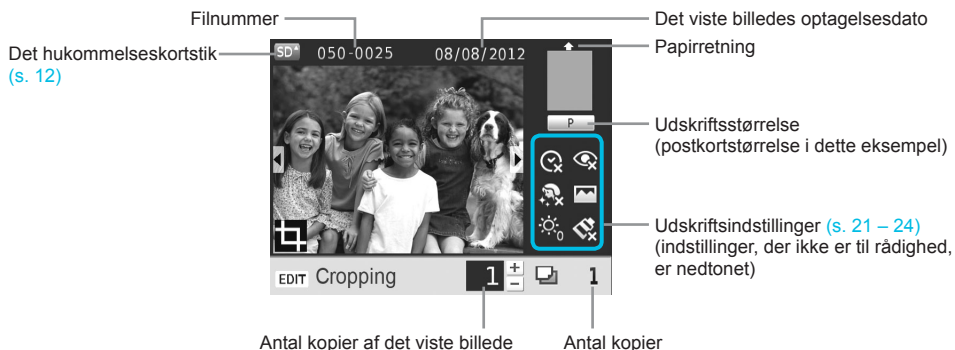 Filnummer
Det viste billedes optagelsesdato
Det hukommelseskortstik
(s. 12)
Papirretning
SD
050-0025
08/08/2012
P
Udskriftsstørrelse
(postkortstørrelse i dette eksempel)
Udskriftsindstillinger (s. 21 – 24)
(indstillinger, der ikke er til rådighed,
er nedtonet)
0
EDIT Cropping
1 + −
1
Antal kopier af det viste billede
Antal kopier